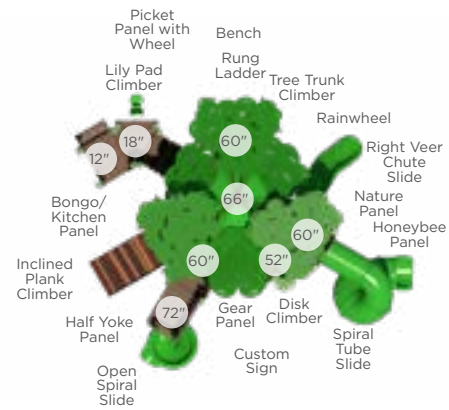 Picket
Panel with
Wheel
Bench
Lily Pad
Climber
Rung
Ladder
Tree Trunk
Climber
Rainwheel
Right Veer
Chute
Slide
12"
18"
60"
66"
Nature
Panel
Honeybee
Panel
Bongo/
Kitchen
Panel
60"
60"
52"
Inclined
Plank
Climber
72"
Half Yoke
Panel
Gear
Panel
Disk
Climber
Spiral
Tube
Slide
Custom
Sign
Open
Spiral
Slide